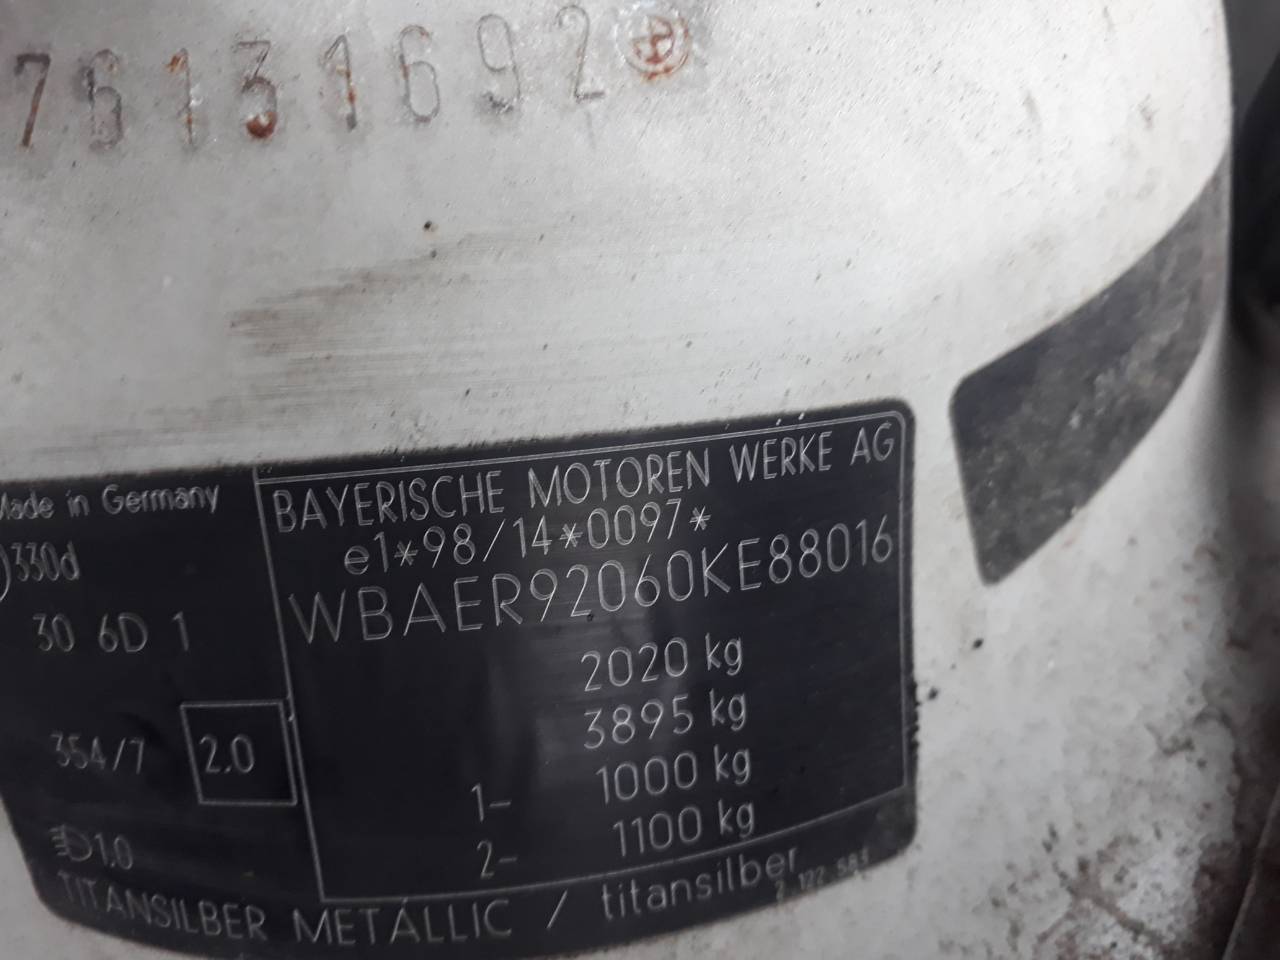 76131692
Made in Germany
330d
30 6D 1
354/7 2.0
1.0
BAYERISCHE MOTOREN WERKE AG
e1*98/14*0097*
WBAER92060KE88016
2020 kg
3895 kg
1- 1000 kg
2- 1100 kg
TITANSILBER METALLIC / titansilber